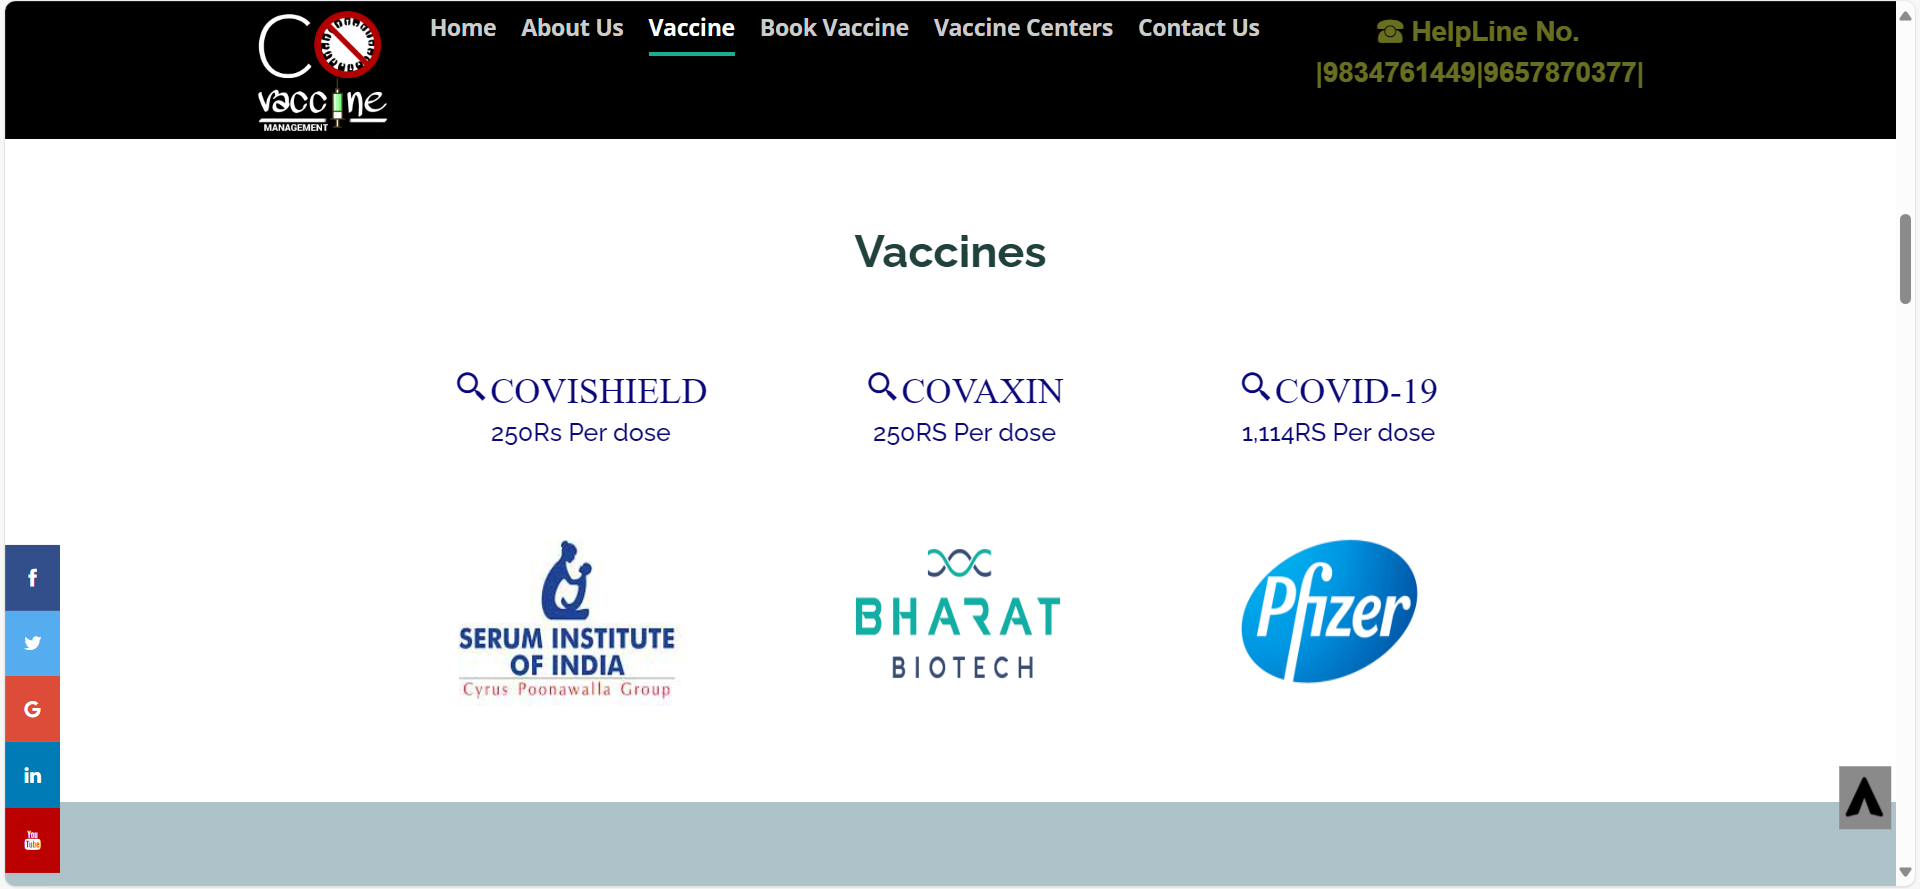 CO
vaccine
MANAGEMENT
Home About Us Vaccine Book Vaccine Vaccine Centers Contact Us
☎ HelpLine No.
|9834761449|9657870377|
Vaccines
COVISHIELD
250Rs Per dose
COVAXIN
250RS Per dose
COVID-19
1,114RS Per dose
SERUM INSTITUTE
OF INDIA
Cyrus Poonawalla Group
BHARAT
BIOTECH
Pfizer
f
G
in
You
Tube